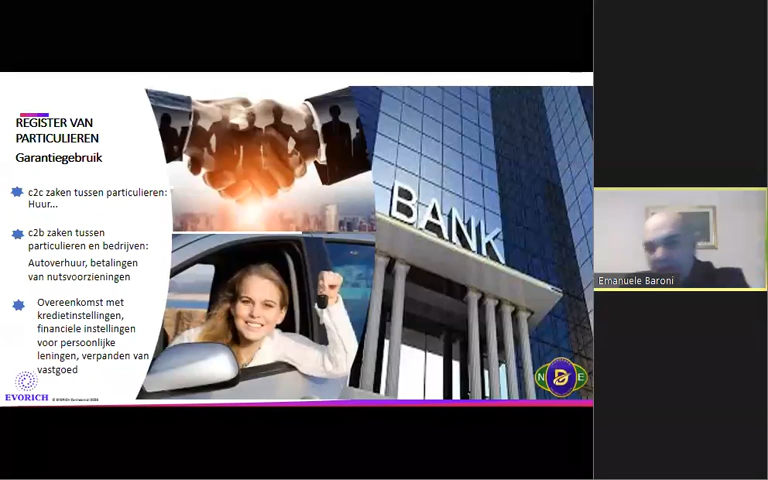 REGISTER VAN
PARTICULIEREN
Garantiegebruik
c2c zaken tussen particulieren:
Huur...
c2b zaken tussen
particulieren en bedrijven:
Autoverhuur, betalingen
van nutsvoorzieningen
Overeenkomst met
kredietinstellingen,
financiele instellingen
voor persoonlijke
leningen, verpanden van
vastgoed
EVORICH
BANK
N
E
Emanuele Baroni